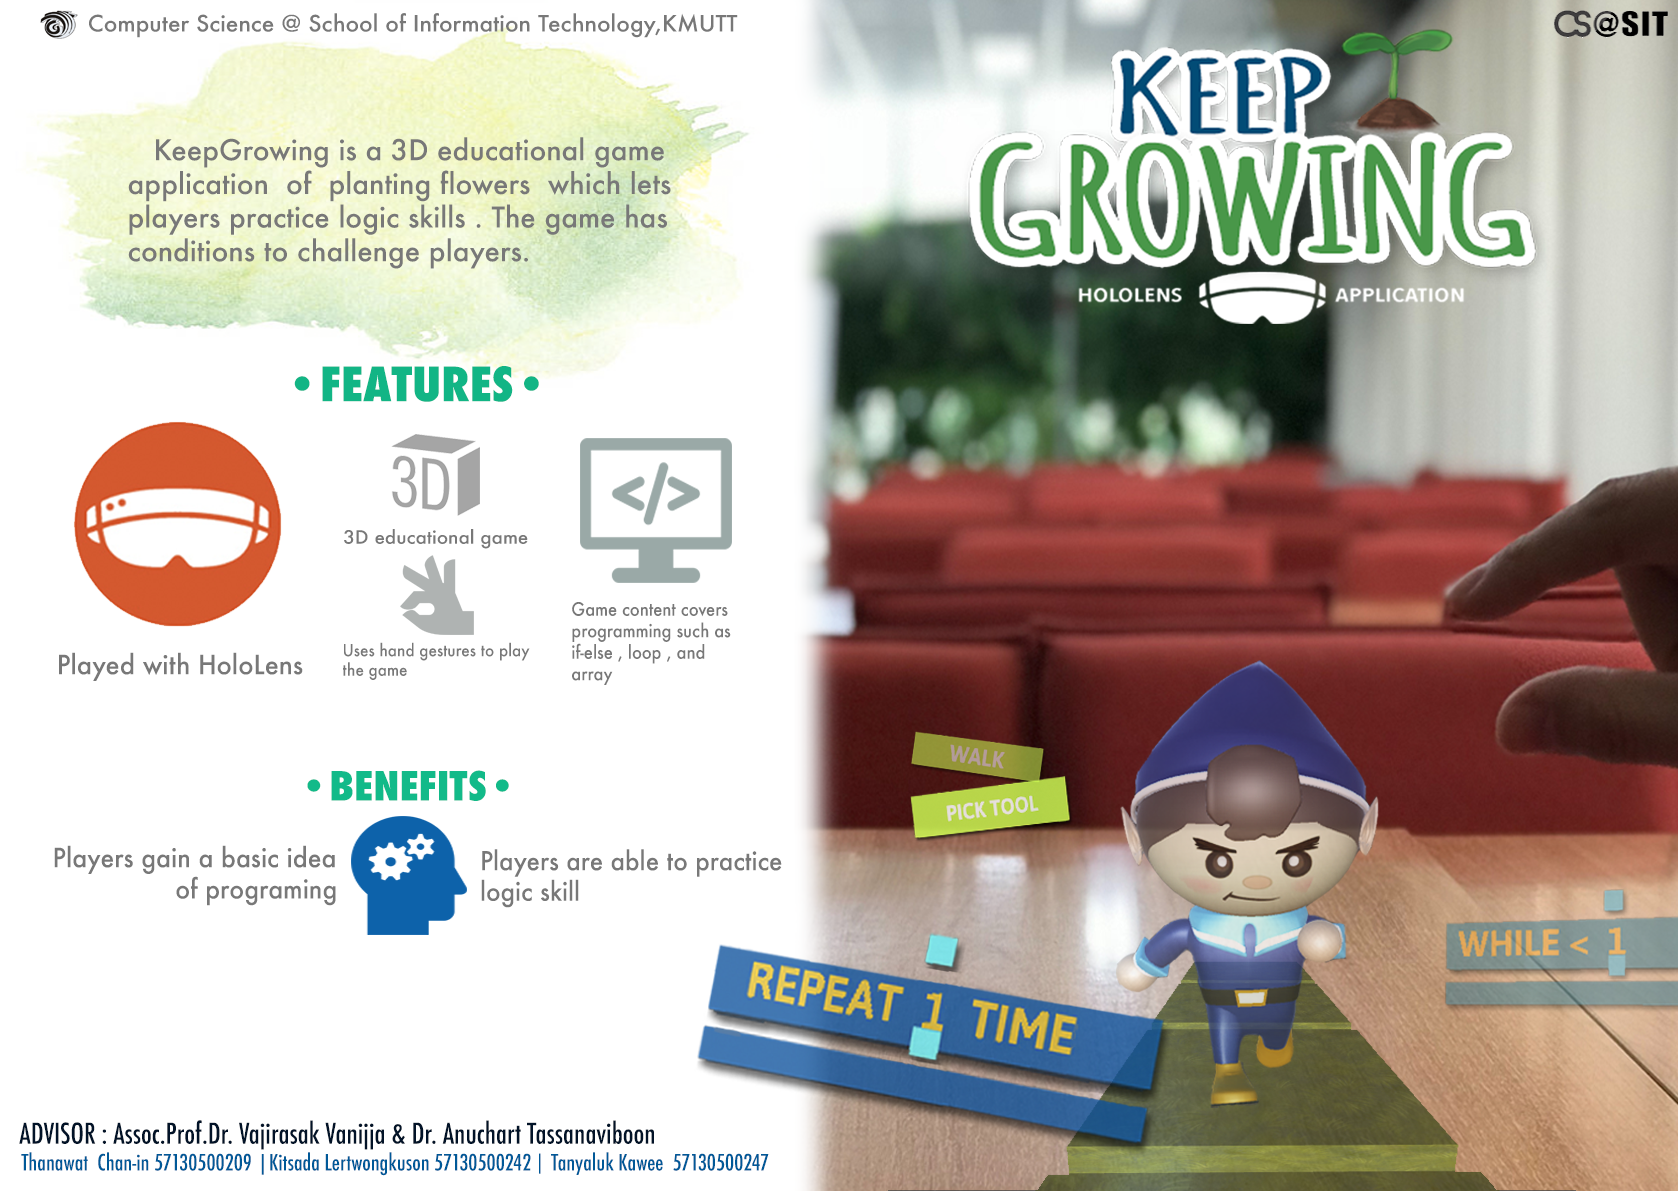 Computer Science @ School of Information Technology,KMUTT
CS@SIT
KeepGrowing is a 3D educational game
application of planting flowers which lets
players practice logic skills . The game has
conditions to challenge players.
• FEATURES •
Played with HoloLens
3D
3D educational game
Uses hand gestures to play
the game
</>
Game content covers
programming such as
if-else , loop , and
array
• BENEFITS •
Players gain a basic idea
of programing
Players are able to practice
logic skill
ADVISOR : Assoc.Prof.Dr. Vajirasak Vanijja & Dr. Anuchart Tassanaviboon
Thanawat Chan-in 57130500209 | Kitsada Lertwongkuson 57130500242 | Tanyaluk Kawee 57130500247
KEEP
GROWING
HOLOLENS APPLICATION
WALK
PICK TOOL
REPEAT 1 TIME
WHILE < 1